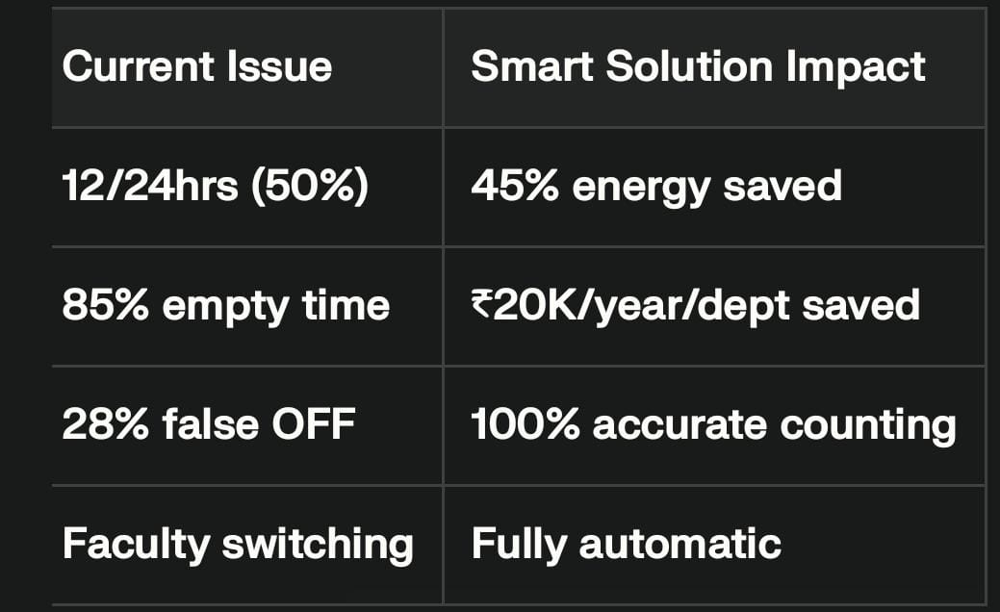 Current Issue
Smart Solution Impact
12/24hrs (50%)
45% energy saved
85% empty time
₹20K/year/dept saved
28% false OFF
100% accurate counting
Faculty switching
Fully automatic